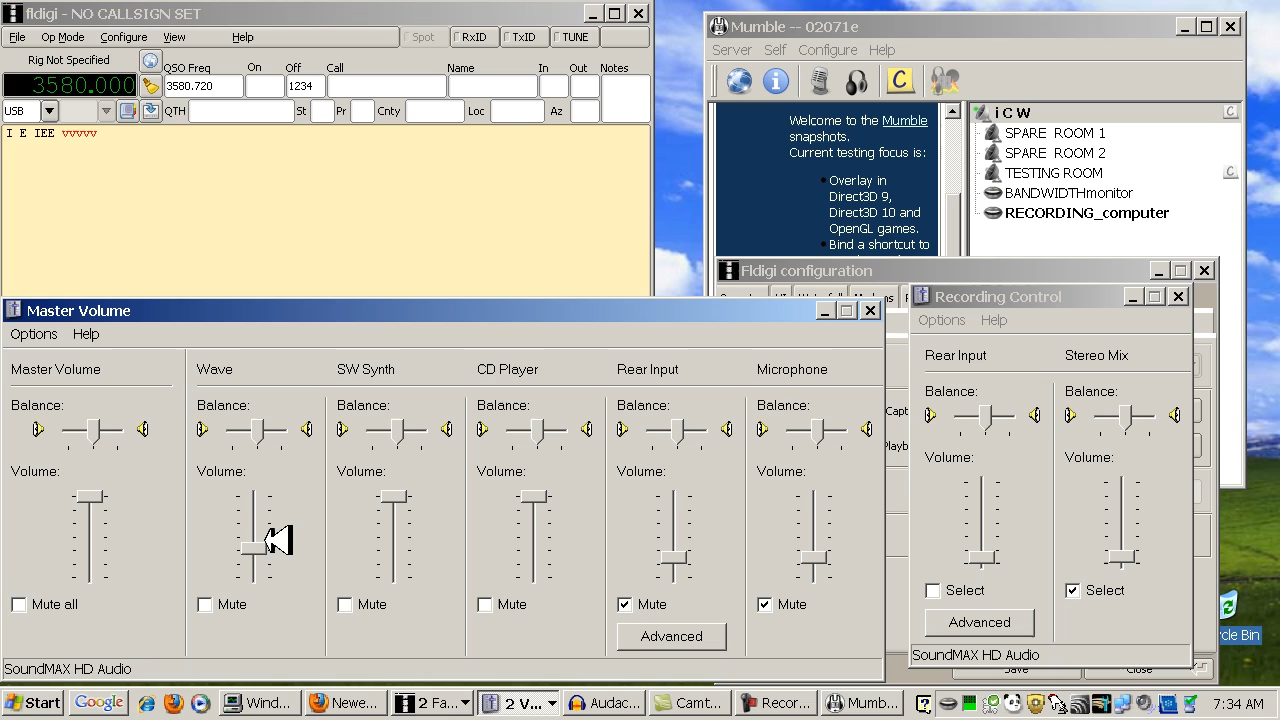 fldigi - NO CALLSIGN SET
File Op Mode Configure View Help Spot RxID TxID TUNE
Rig Not Specified
QSO Freq On Off Call Name In Out Notes
3580.000 3580.720 1234
USB QTH St Pr Cnty Loc Az
I E IEE vvvvv
Mumble -- 02071e
Server Self Configure Help
C
Welcome to the Mumble
snapshots.
Current testing focus is:
Overlay in
Direct3D 9,
Direct3D 10 and
OpenGL games.
Bind a shortcut to
i C W C
SPARE ROOM 1
SPARE ROOM 2
TESTING ROOM C
BANDWIDTHmonitor
RECORDING_computer
Fldigi configuration
Capt
Playb
Save Close
Master Volume
Options Help
Master Volume Wave SW Synth CD Player Rear Input Microphone
Balance: Balance: Balance: Balance: Balance: Balance:
Volume: Volume: Volume: Volume: Volume: Volume:
Mute all Mute Mute Mute Mute Mute
Advanced
SoundMAX HD Audio
Recording Control
Options Help
Rear Input Stereo Mix
Balance: Balance:
Volume: Volume:
Select Select
Advanced
SoundMAX HD Audio
cle Bin
Start Google Wind... Newe... 2 Fa... 2 V... Audac... Cam... Recor... Mumb... 7:34 AM